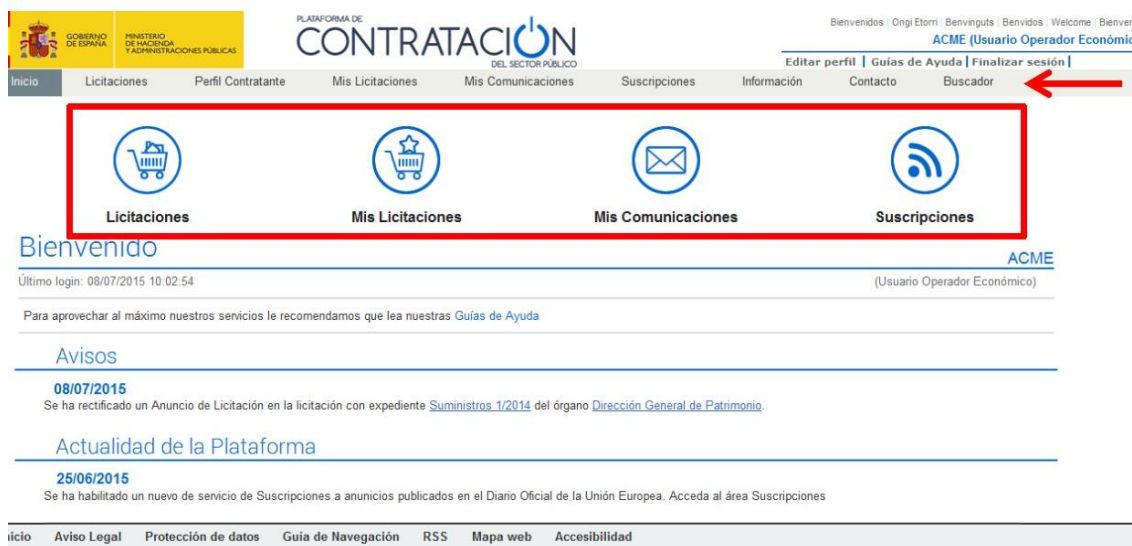 GOBIERNO DE ESPAÑA
MINISTERIO DE HACIENDA Y ADMINISTRACIONES PÚBLICAS
PLATAFORMA DE
CONTRATACIÓN
DEL SECTOR PÚBLICO
Bienvenidos | Ongi Etorri | Benvinguts | Benvidos | Welcome | Bienven
ACME (Usuario Operador Económic
Editar perfil | Guías de Ayuda | Finalizar sesión |
Inicio Licitaciones Perfil Contratante Mis Licitaciones Mis Comunicaciones Suscripciones Información Contacto Buscador
Licitaciones Mis Licitaciones Mis Comunicaciones Suscripciones
Bienvenido
ACME
Último login: 08/07/2015 10:02:54 (Usuario Operador Económico)
Para aprovechar al máximo nuestros servicios le recomendamos que lea nuestras Guías de Ayuda
Avisos
08/07/2015
Se ha rectificado un Anuncio de Licitación en la licitación con expediente Suministros 1/2014 del órgano Dirección General de Patrimonio.
Actualidad de la Plataforma
25/06/2015
Se ha habilitado un nuevo de servicio de Suscripciones a anuncios publicados en el Diario Oficial de la Unión Europea. Acceda al área Suscripciones
nicio Aviso Legal Protección de datos Guía de Navegación RSS Mapa web Accesibilidad